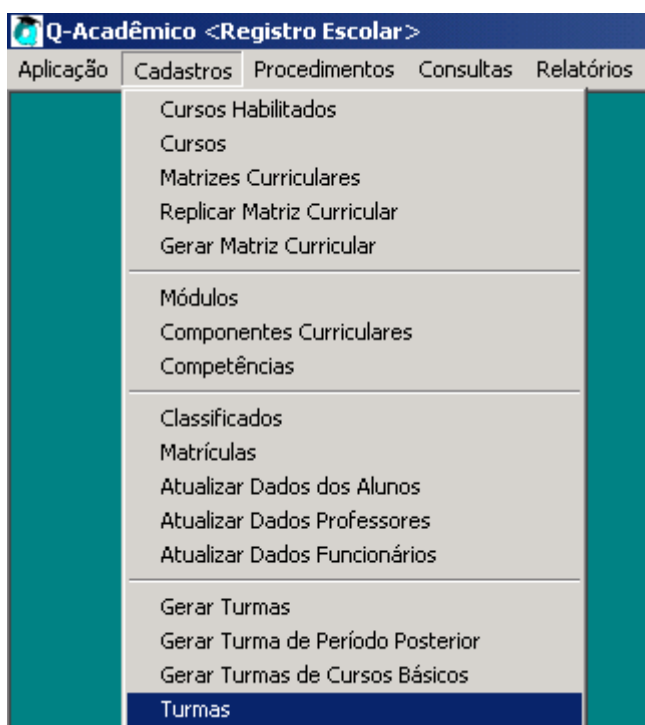 Q-Acadêmico <Registro Escolar>
Aplicação Cadastros Procedimentos Consultas Relatórios
Cursos Habilitados
Cursos
Matrizes Curriculares
Replicar Matriz Curricular
Gerar Matriz Curricular
Módulos
Componentes Curriculares
Competências
Classificados
Matrículas
Atualizar Dados dos Alunos
Atualizar Dados Professores
Atualizar Dados Funcionários
Gerar Turmas
Gerar Turma de Período Posterior
Gerar Turmas de Cursos Básicos
Turmas